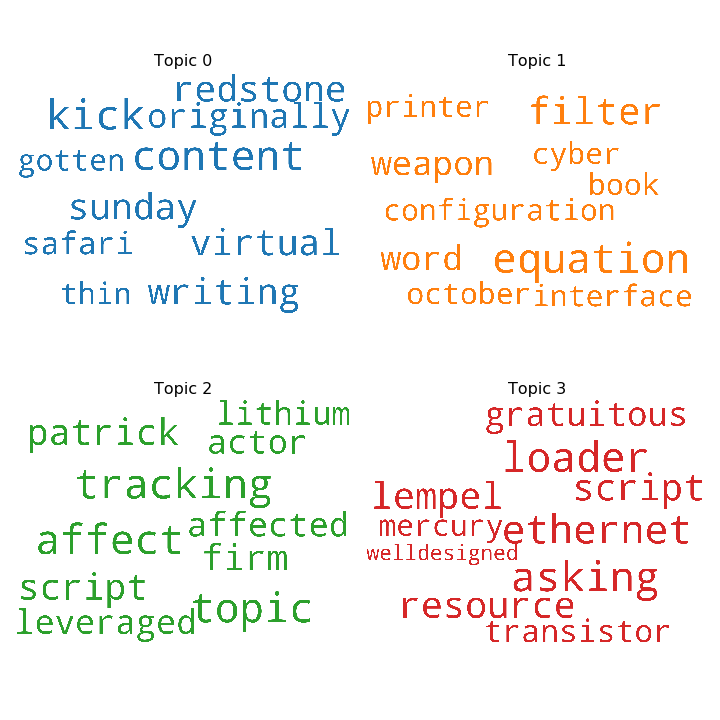 Topic 0
redstone
kick originally
gotten content
sunday
safari virtual
thin writing
Topic 1
printer filter
weapon cyber
book
configuration
word equation
october interface
Topic 2
lithium
patrick actor
tracking
affect affected
firm
script
leveraged topic
Topic 3
gratuitous
loader
lempel script
mercury ethernet
welldesigned
asking
resource
transistor